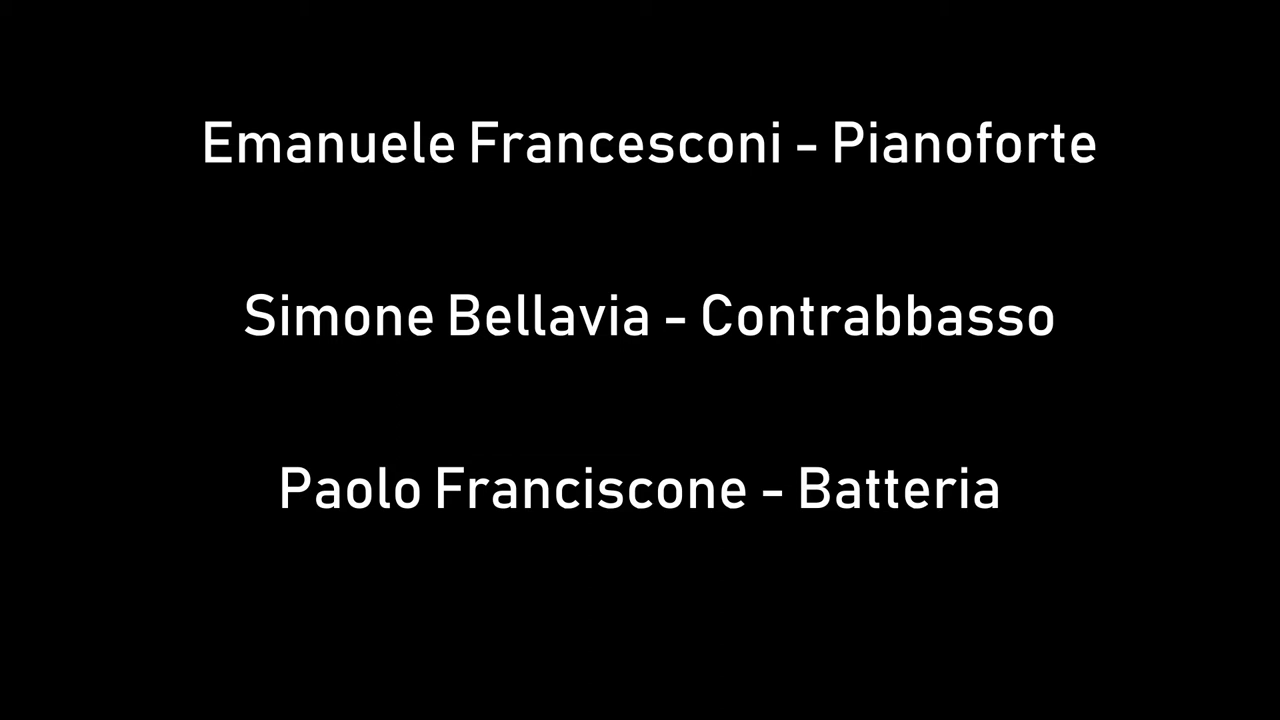 Emanuele Francesconi - Pianoforte
Simone Bellavia - Contrabbasso
Paolo Franciscone - Batteria